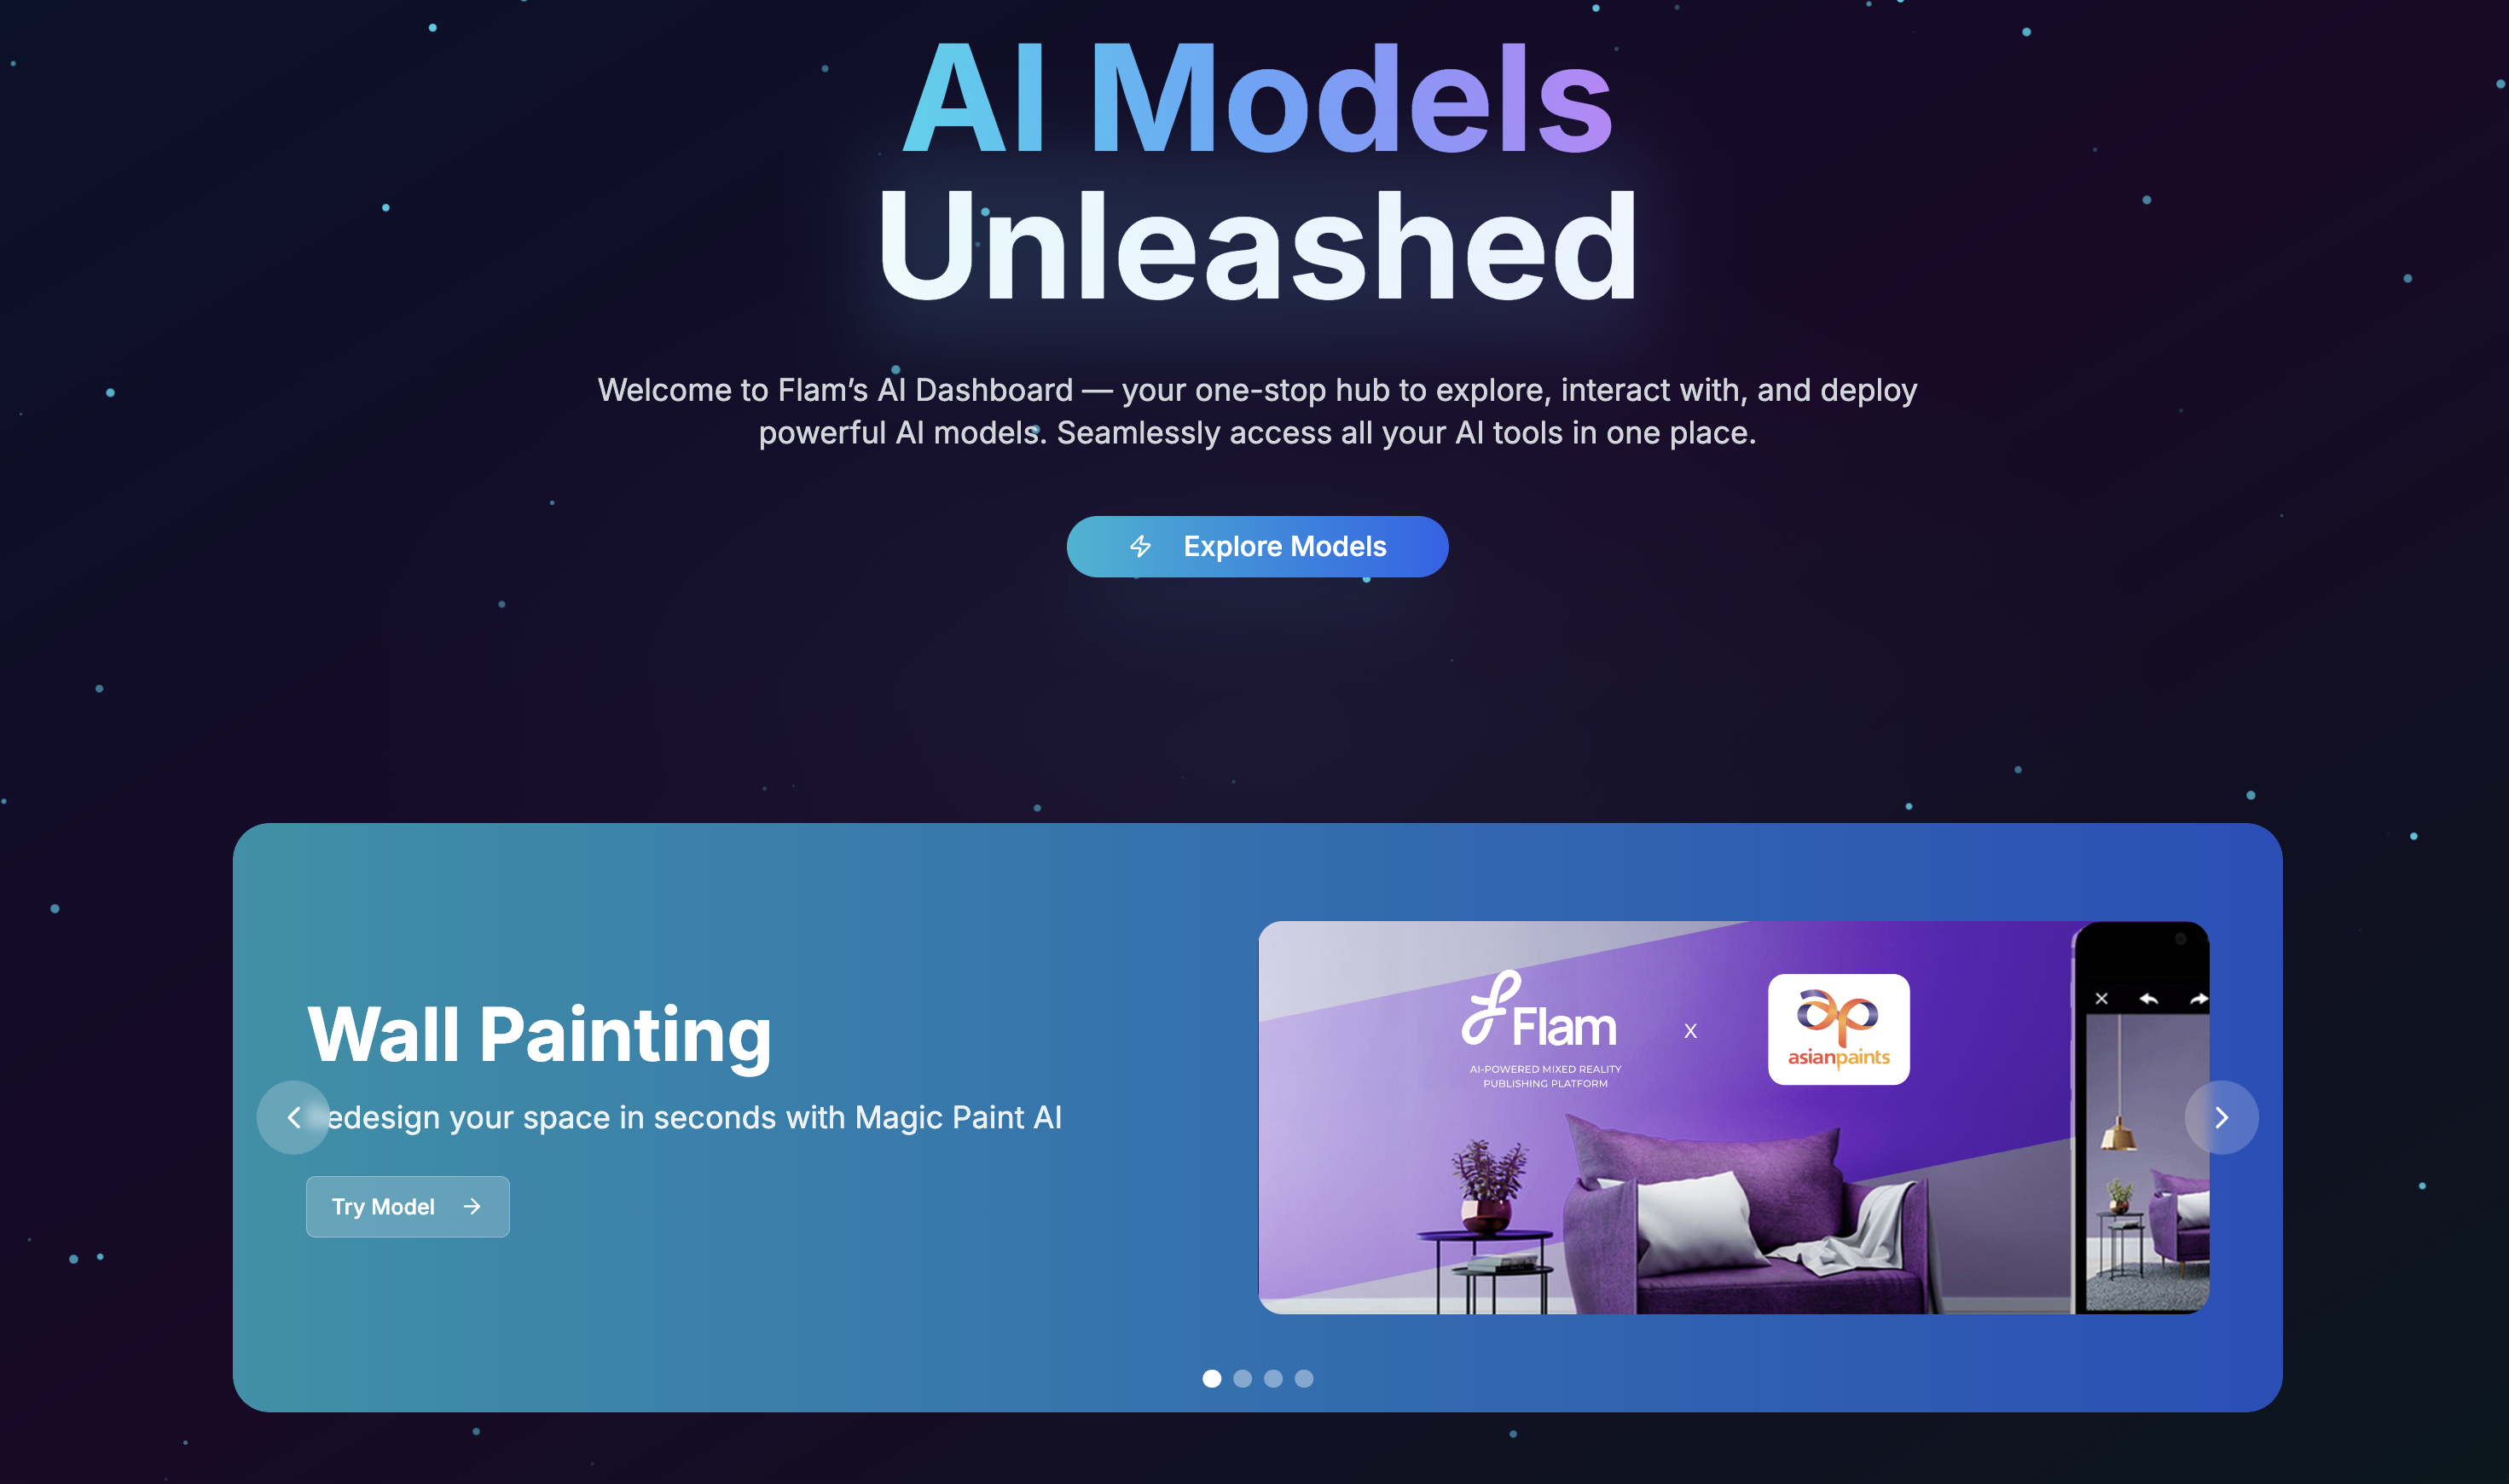 AI Models
Unleashed
Welcome to Flam’s AI Dashboard — your one-stop hub to explore, interact with, and deploy
powerful AI models. Seamlessly access all your AI tools in one place.
Explore Models
Wall Painting
edesign your space in seconds with Magic Paint AI
Try Model
Flam
AI-POWERED MIXED REALITY
PUBLISHING PLATFORM
X
ap
asianpaints